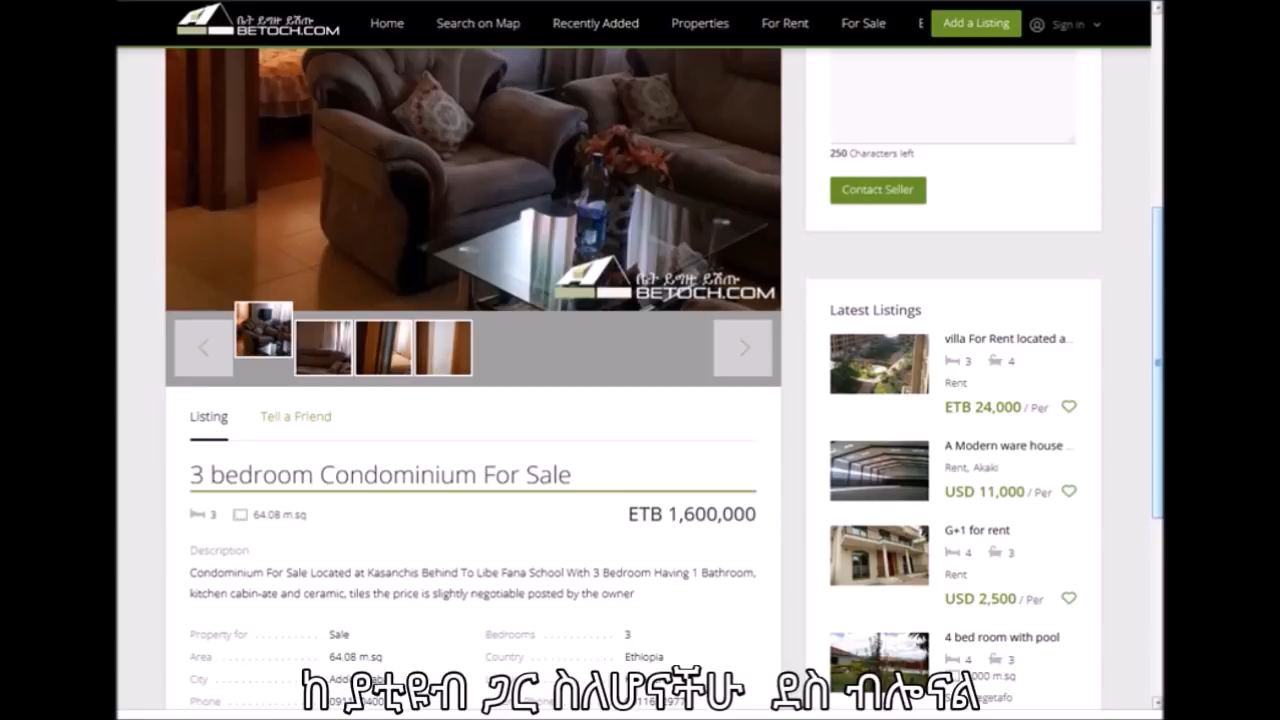 ቤት ይግዙ ይሽጡ
BETOCH.COM
Home Search on Map Recently Added Properties For Rent For Sale
Add a Listing
Sign in
250 Characters left
Contact Seller
ቤት ይግዙ ይሽጡ
BETOCH.COM
Listing Tell a Friend
3 bedroom Condominium For Sale
3 64.08 m.sq ETB 1,600,000
Description
Condominium For Sale Located at Kasanchis Behind To Libe Fana School With 3 Bedroom Having 1 Bathroom,
kitchen cabin-ate and ceramic, tiles the price is slightly negotiable posted by the owner
Property for Sale Bedrooms 3
Area 64.08 m.sq Country Ethiopia
City
Phone
Latest Listings
villa For Rent located a...
3 4
Rent
ETB 24,000 / Per
A Modern ware house ...
Rent, Akaki
USD 11,000 / Per
G+1 for rent
4 3
Rent
USD 2,500 / Per
4 bed room with pool
4 3
ከ ያቲዩብ ጋር ስለሆናችሁ ደስ ብሎናል